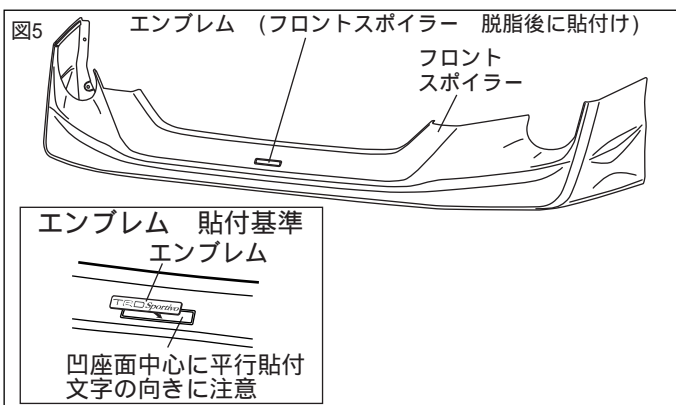 図5
エンブレム (フロントスポイラー 脱脂後に貼付け)
フロント
スポイラー
エンブレム 貼付基準
エンブレム
TRD Sportivo
凹座面中心に平行貼付
文字の向きに注意